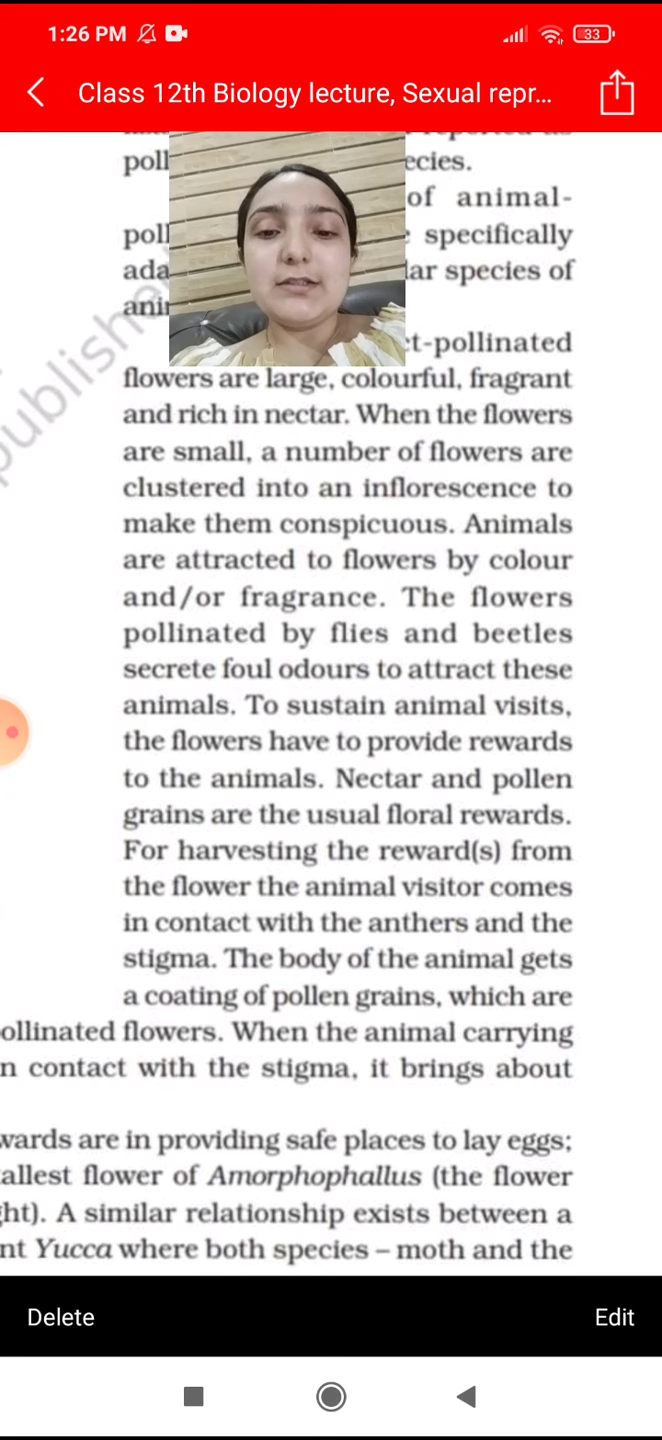 1:26 PM
33
Class 12th Biology lecture, Sexual repr...
poll ecies.
of animal-
poll specifically
ada lar species of
ani
ct-pollinated
flowers are large, colourful, fragrant
and rich in nectar. When the flowers
are small, a number of flowers are
clustered into an inflorescence to
make them conspicuous. Animals
are attracted to flowers by colour
and/or fragrance. The flowers
pollinated by flies and beetles
secrete foul odours to attract these
animals. To sustain animal visits,
the flowers have to provide rewards
to the animals. Nectar and pollen
grains are the usual floral rewards.
For harvesting the reward(s) from
the flower the animal visitor comes
in contact with the anthers and the
stigma. The body of the animal gets
a coating of pollen grains, which are
ollinated flowers. When the animal carrying
n contact with the stigma, it brings about
wards are in providing safe places to lay eggs;
allest flower of Amorphophallus (the flower
ght). A similar relationship exists between a
nt Yucca where both species – moth and the
publishe
Delete
Edit